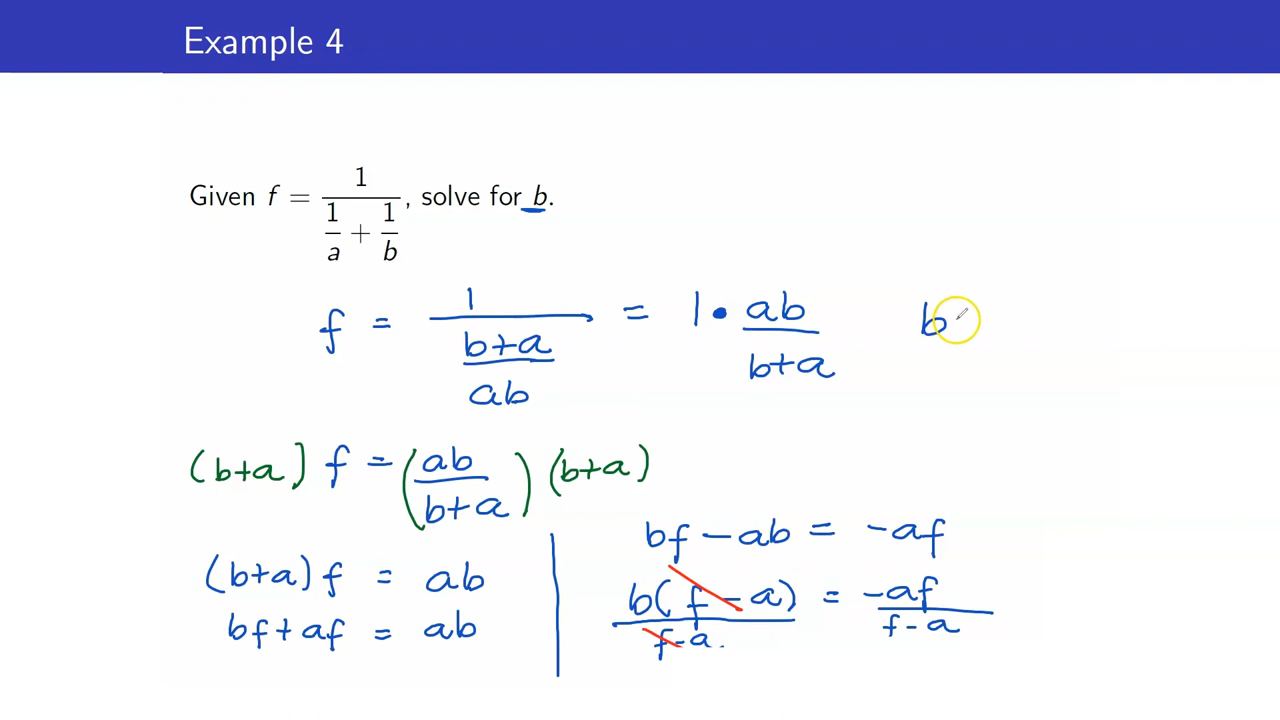 Example 4
Given f = 1 / (1/a + 1/b), solve for b.
f = 1 / ((b+a)/ab) = 1 • ab/(b+a)
b
(b+a) f = (ab/(b+a)) (b+a)
(b+a) f = ab
bf + af = ab
bf − ab = −af
b(f − a)/(f−a.) = −af/(f−a)